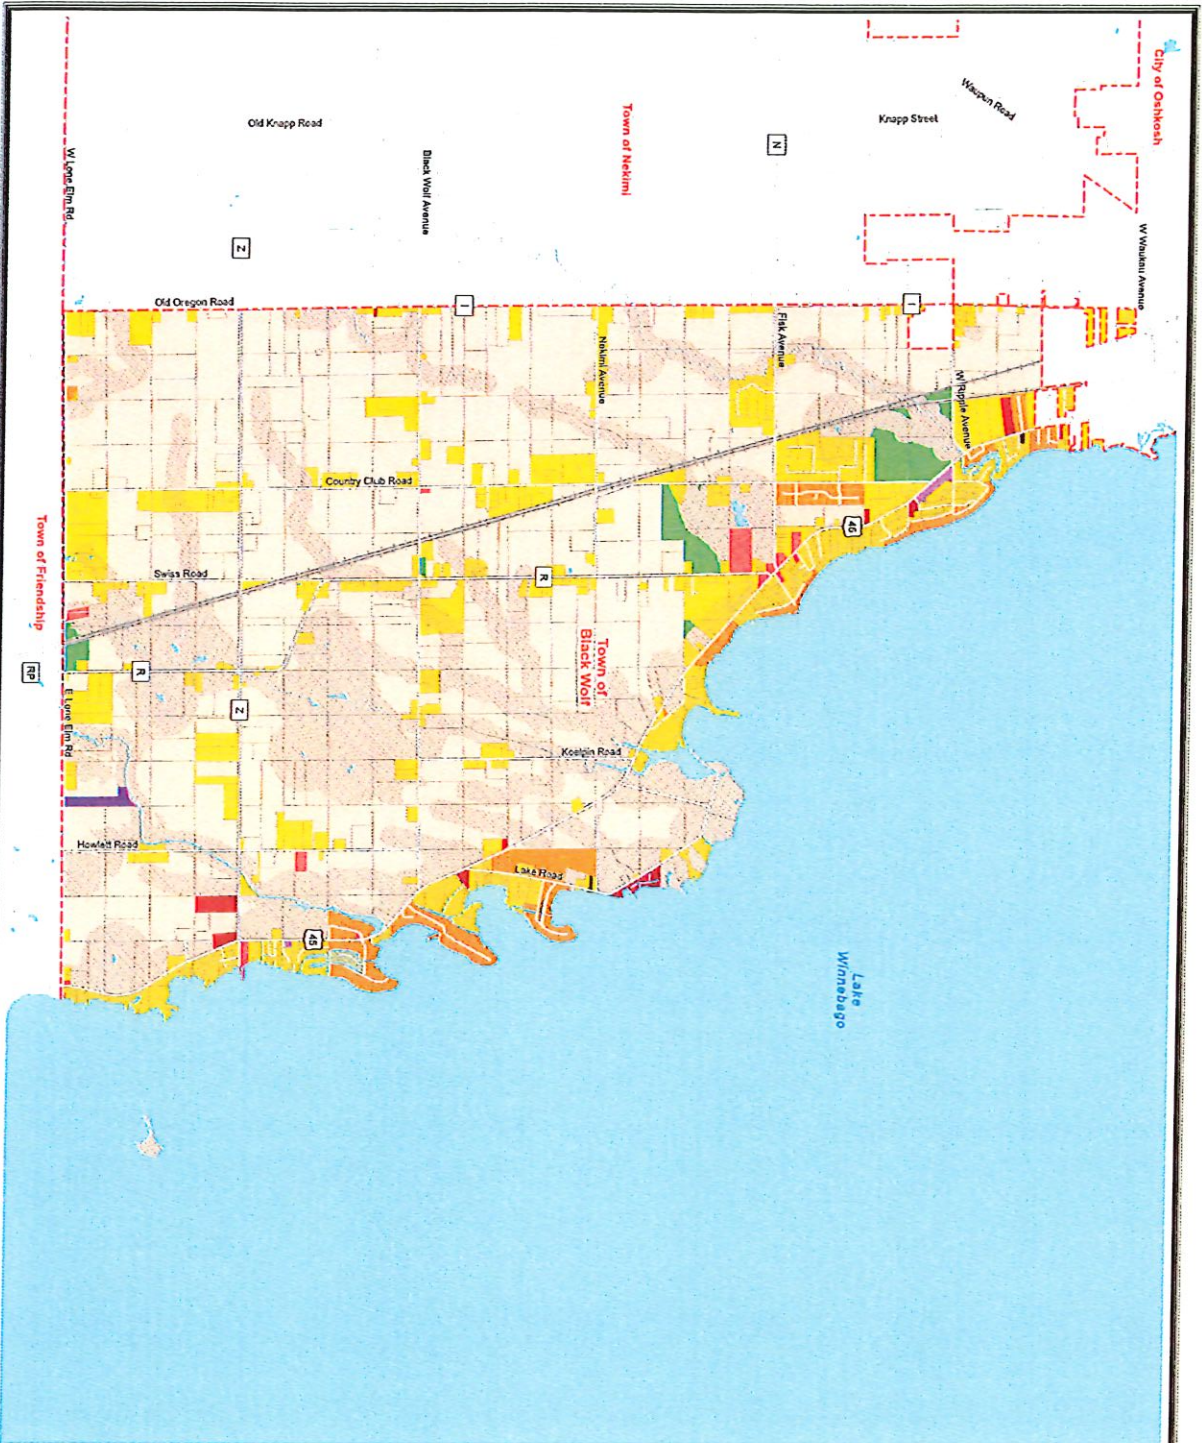 City of Oshkosh
Waupun Road
Knapp Street
W Waukau Avenue
Town of Nekimi
N
Old Knapp Road
Black Wolf Avenue
W Lone Elm Rd
Z
Old Oregon Road
I
I
Fisk Avenue
Nekimi Avenue
W Ripple Avenue
Country Club Road
45
Town of Friendship
Swiss Road
R
Town of
Black Wolf
RP
R
E Lone Elm Rd
Z
Koelpin Road
Howlett Road
Lake Road
45
Lake
Winnebago